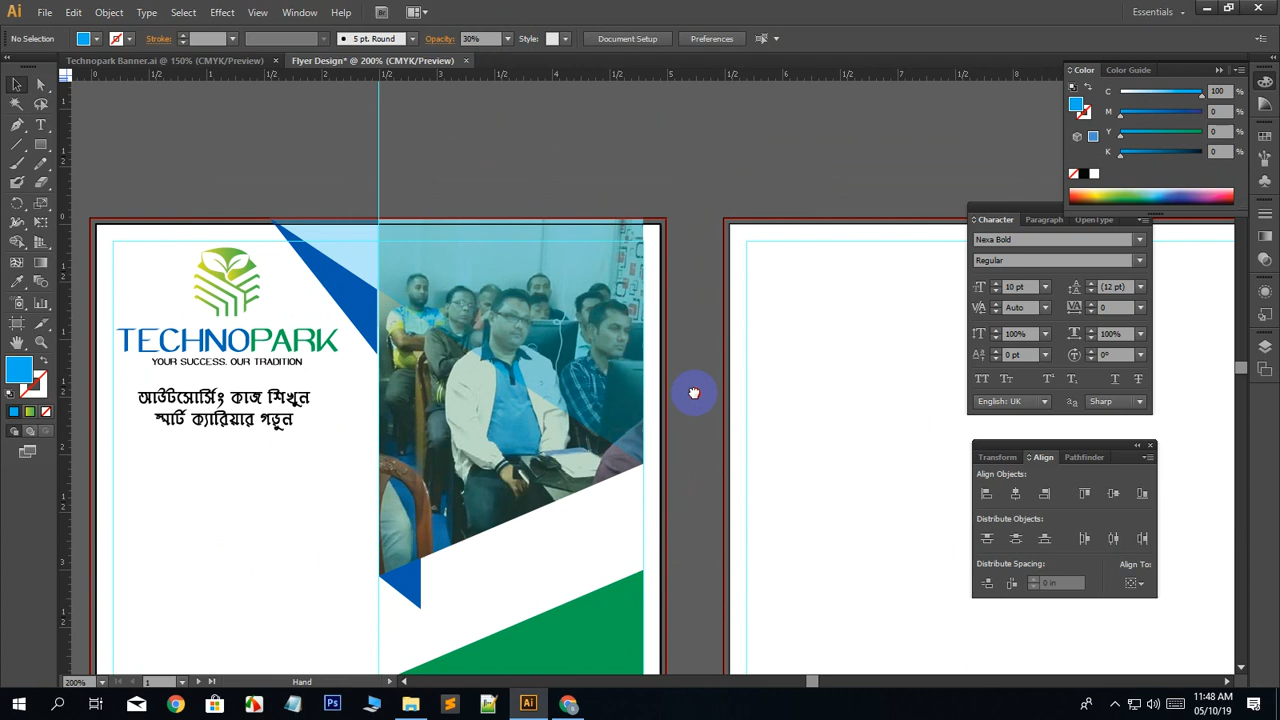 File Edit Object Type Select Effect View Window Help
Essentials
No Selection
Stroke:
5 pt. Round
Opacity: 30%
Style:
Document Setup
Preferences
Technopark Banner.ai @ 150% (CMYK/Preview)
Flyer Design* @ 200% (CMYK/Preview)
Color Color Guide
C 100 %
M 0 %
Y 0 %
K 0 %
Character Paragraph OpenType
Nexa Bold
Regular
10 pt (12 pt)
Auto 0
100% 100%
0 pt 0°
English: UK Sharp
Transform Align Pathfinder
Align Objects:
Distribute Objects:
Distribute Spacing: Align To:
0 in
TECHNOPARK
YOUR SUCCESS. OUR TRADITION
আউটসোর্সিং কাজ শিখুন
স্মার্ট ক্যারিয়ার গড়ুন
200% 1 Hand
11:48 AM
05/10/19